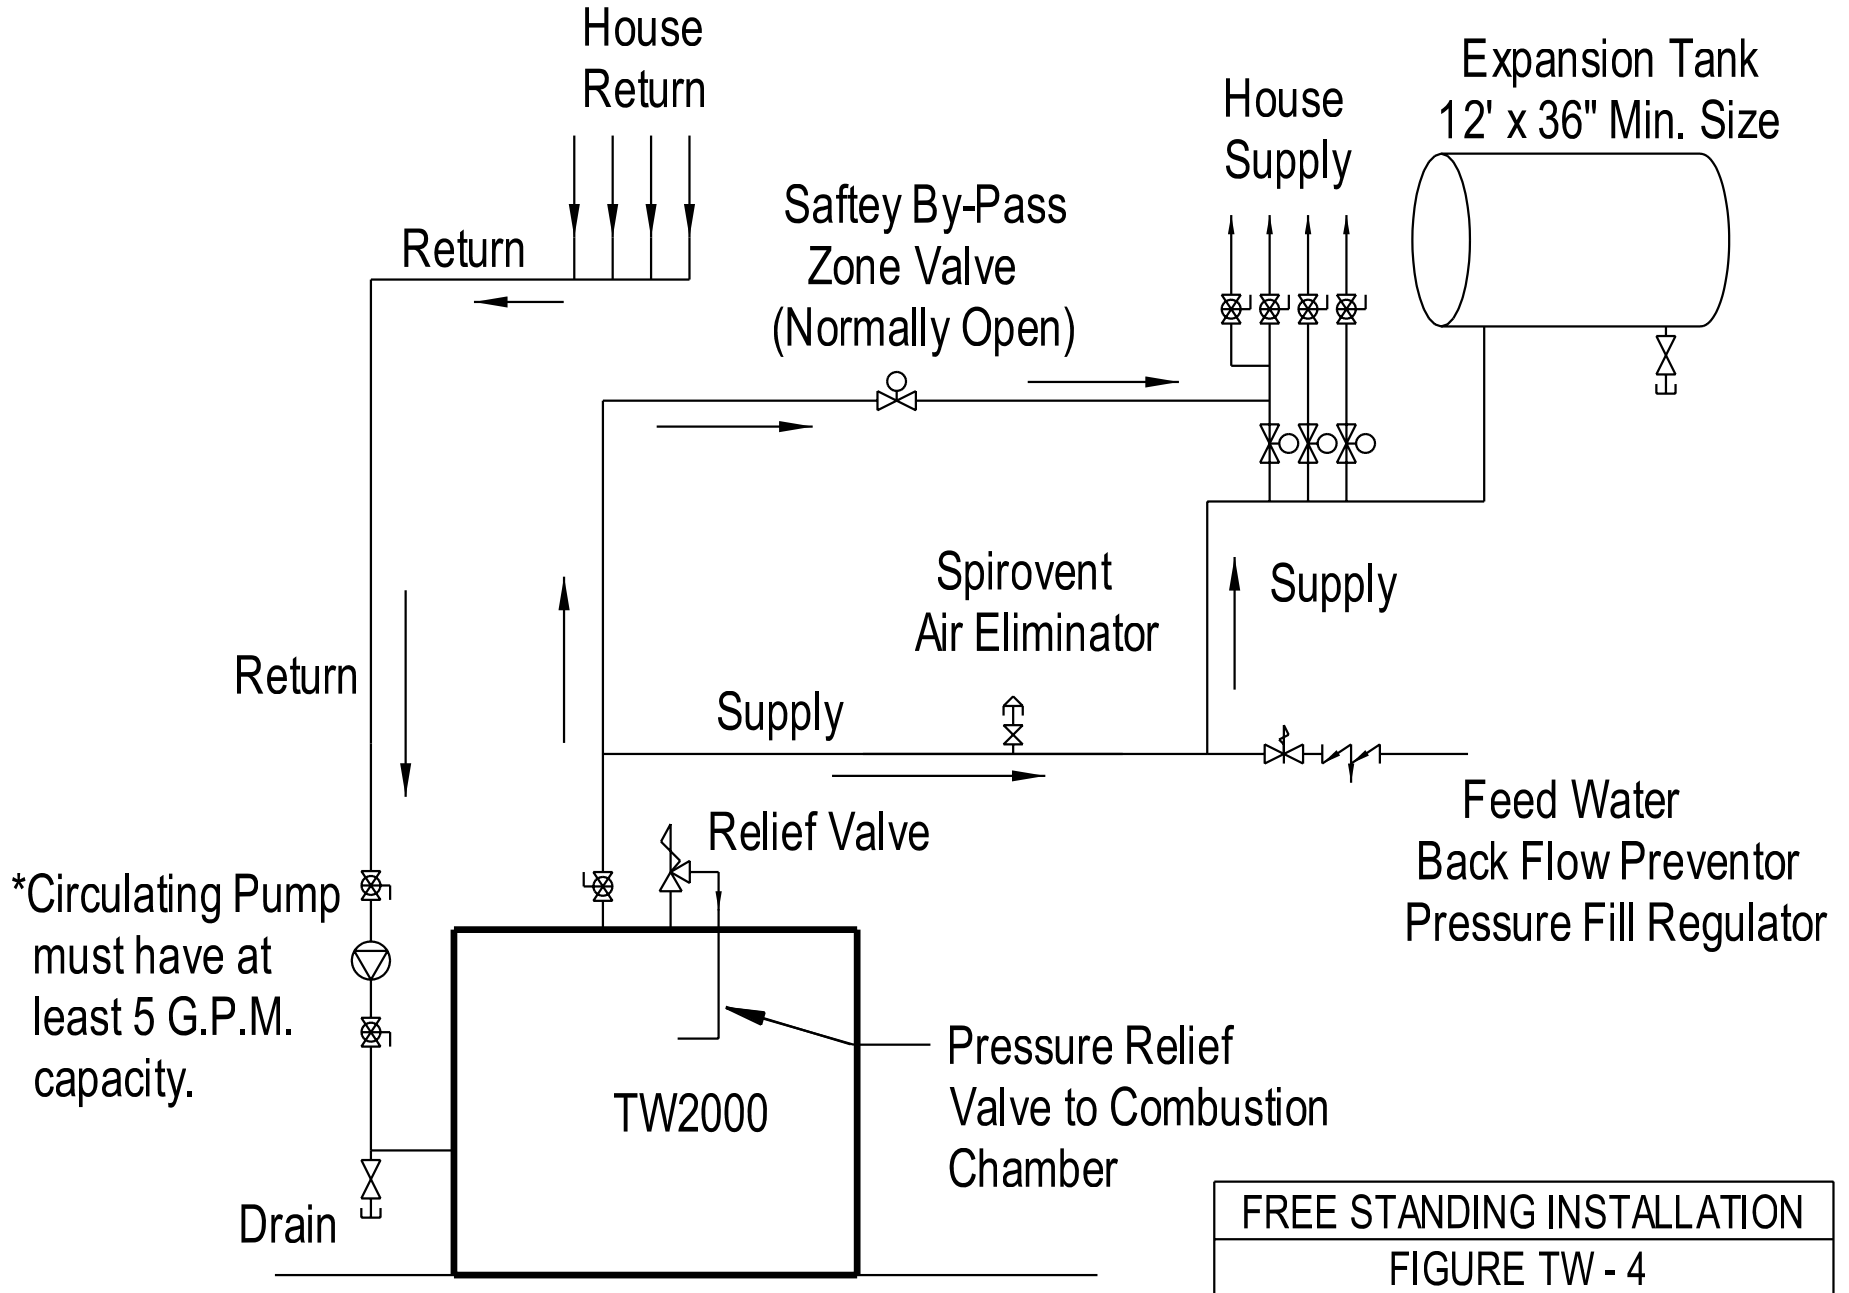 House
Return
Expansion Tank
12' x 36" Min. Size
House
Supply
Saftey By-Pass
Zone Valve
(Normally Open)
Return
Spirovent
Air Eliminator
Supply
Return
Supply
Relief Valve
Feed Water
Back Flow Preventor
Pressure Fill Regulator
*Circulating Pump
must have at
least 5 G.P.M.
capacity.
Pressure Relief
Valve to Combustion
Chamber
TW2000
Drain
FREE STANDING INSTALLATION
FIGURE TW - 4